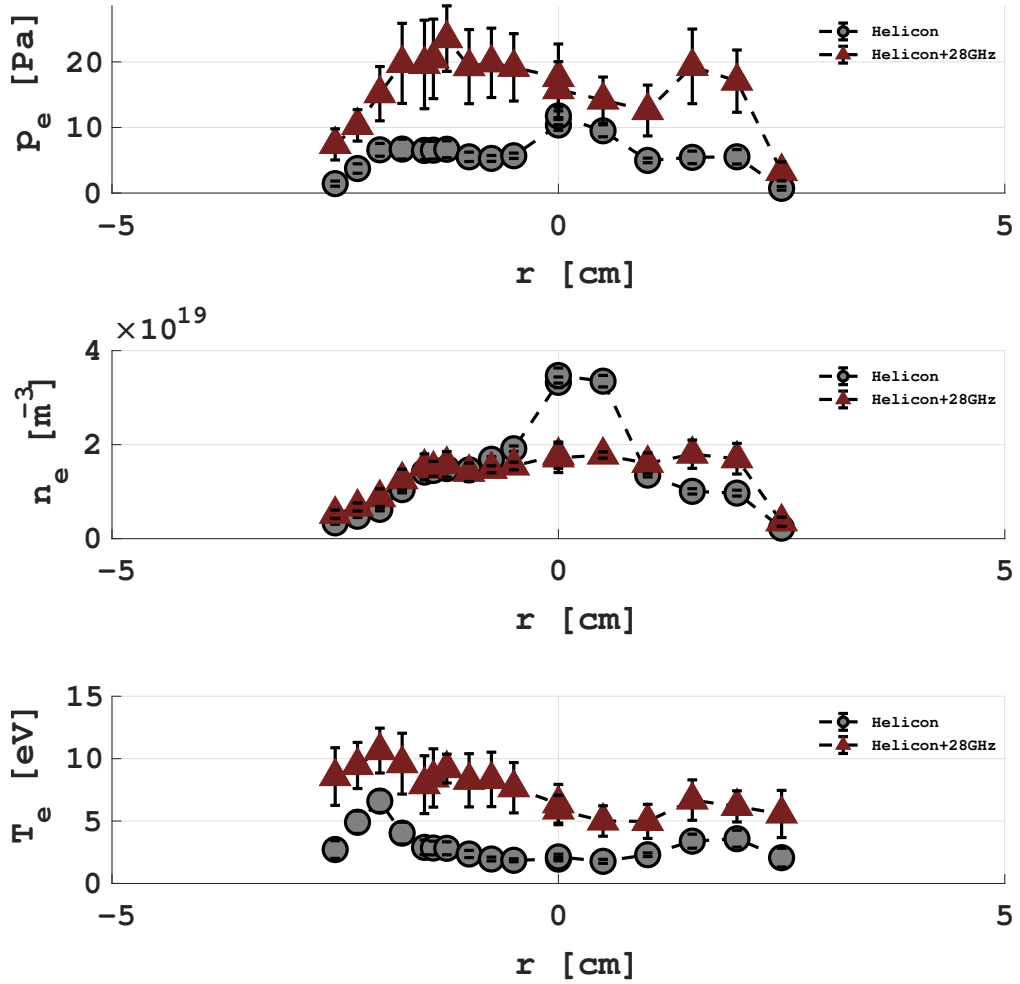 p_e [Pa]
20
10
0
Helicon
Helicon+28GHz
−5 0 5
r [cm]
×10^19
n_e [m^−3]
4
2
0
Helicon
Helicon+28GHz
−5 0 5
r [cm]
T_e [eV]
15
10
5
0
Helicon
Helicon+28GHz
−5 0 5
r [cm]